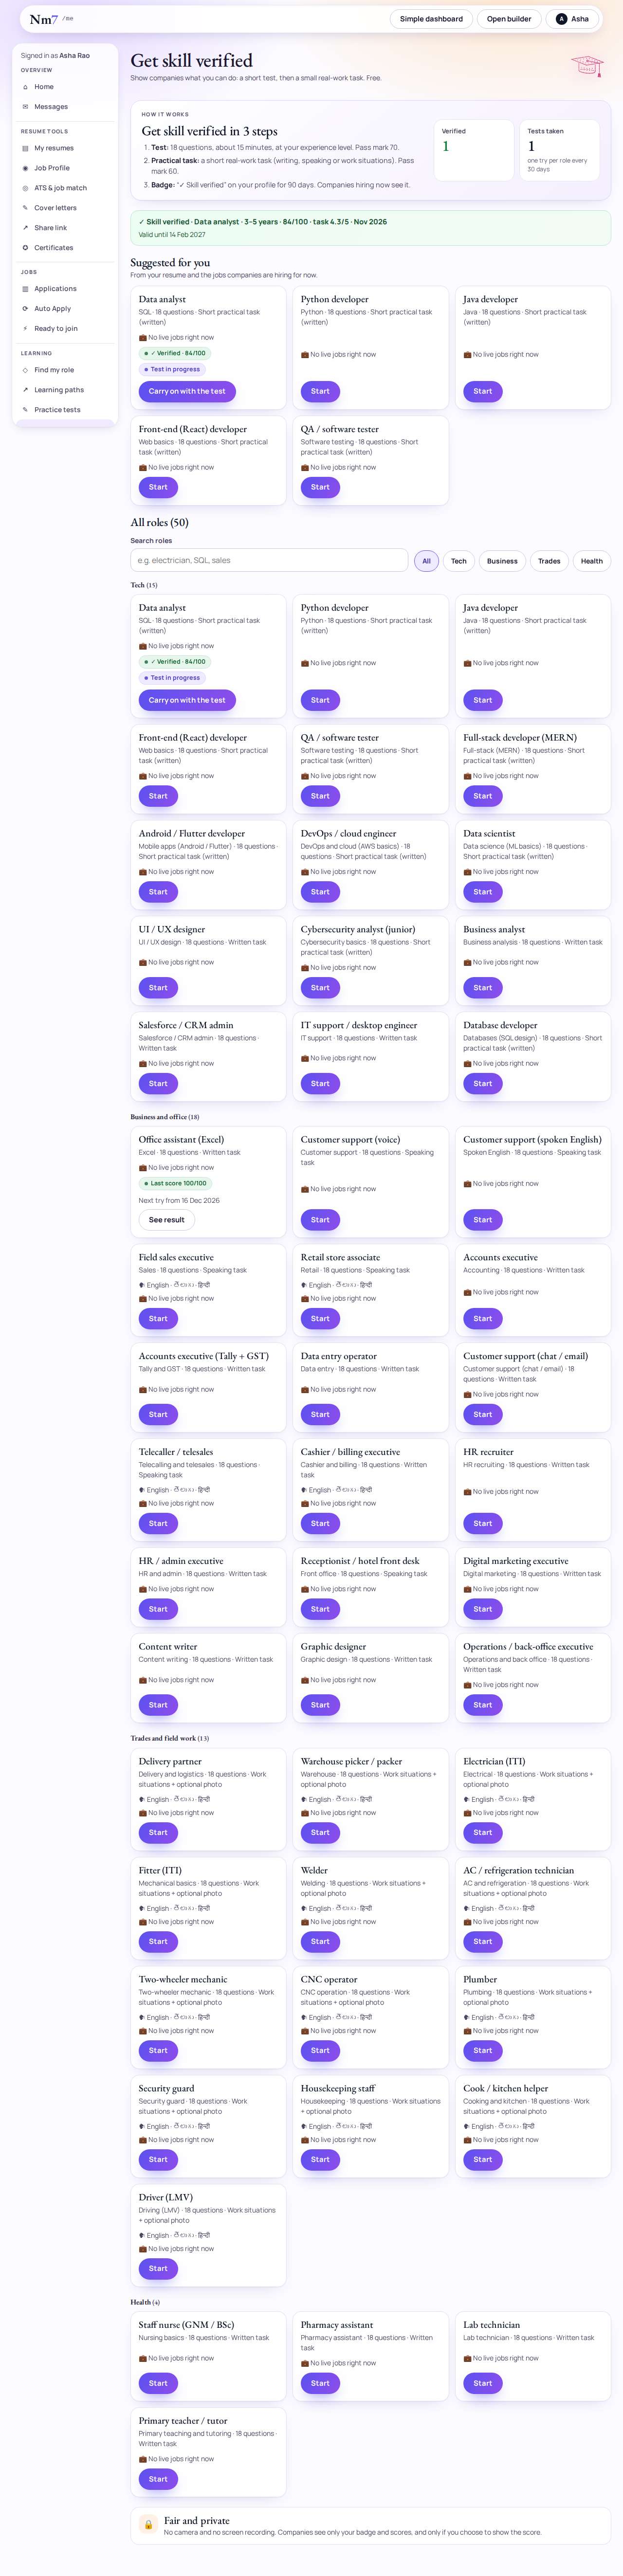 Nm7 /me
Simple dashboard
Open builder
A Asha
Signed in as Asha Rao
OVERVIEW
Home
Messages
RESUME TOOLS
My resumes
Job Profile
ATS & job match
Cover letters
Share link
Certificates
JOBS
Applications
Auto Apply
Ready to join
LEARNING
Find my role
Learning paths
Practice tests
Get skill verified
Show companies what you can do: a short test, then a small real-work task. Free.
HOW IT WORKS
Get skill verified in 3 steps
1. Test: 18 questions, about 15 minutes, at your experience level. Pass mark 70.
2. Practical task: a short real-work task (writing, speaking or work situations). Pass
mark 60.
3. Badge: "✓ Skill verified" on your profile for 90 days. Companies hiring now see it.
Verified
1
Tests taken
1
one try per role every
30 days
✓ Skill verified · Data analyst · 3–5 years · 84/100 · task 4.3/5 · Nov 2026
Valid until 14 Feb 2027
Suggested for you
From your resume and the jobs companies are hiring for now.
Data analyst
SQL · 18 questions · Short practical task
(written)
No live jobs right now
✓ Verified · 84/100
Test in progress
Carry on with the test
Python developer
Python · 18 questions · Short practical task
(written)
No live jobs right now
Start
Java developer
Java · 18 questions · Short practical task
(written)
No live jobs right now
Start
Front-end (React) developer
Web basics · 18 questions · Short practical
task (written)
No live jobs right now
Start
QA / software tester
Software testing · 18 questions · Short
practical task (written)
No live jobs right now
Start
All roles (50)
Search roles
e.g. electrician, SQL, sales
All
Tech
Business
Trades
Health
Tech (15)
Data analyst
SQL · 18 questions · Short practical task
(written)
No live jobs right now
✓ Verified · 84/100
Test in progress
Carry on with the test
Python developer
Python · 18 questions · Short practical task
(written)
No live jobs right now
Start
Java developer
Java · 18 questions · Short practical task
(written)
No live jobs right now
Start
Front-end (React) developer
Web basics · 18 questions · Short practical
task (written)
No live jobs right now
Start
QA / software tester
Software testing · 18 questions · Short
practical task (written)
No live jobs right now
Start
Full-stack developer (MERN)
Full-stack (MERN) · 18 questions · Short
practical task (written)
No live jobs right now
Start
Android / Flutter developer
Mobile apps (Android / Flutter) · 18 questions ·
Short practical task (written)
No live jobs right now
Start
DevOps / cloud engineer
DevOps and cloud (AWS basics) · 18
questions · Short practical task (written)
No live jobs right now
Start
Data scientist
Data science (ML basics) · 18 questions ·
Short practical task (written)
No live jobs right now
Start
UI / UX designer
UI / UX design · 18 questions · Written task
No live jobs right now
Start
Cybersecurity analyst (junior)
Cybersecurity basics · 18 questions · Short
practical task (written)
No live jobs right now
Start
Business analyst
Business analysis · 18 questions · Written task
No live jobs right now
Start
Salesforce / CRM admin
Salesforce / CRM admin · 18 questions ·
Written task
No live jobs right now
Start
IT support / desktop engineer
IT support · 18 questions · Written task
No live jobs right now
Start
Database developer
Databases (SQL design) · 18 questions · Short
practical task (written)
No live jobs right now
Start
Business and office (18)
Office assistant (Excel)
Excel · 18 questions · Written task
No live jobs right now
Last score 100/100
Next try from 16 Dec 2026
See result
Customer support (voice)
Customer support · 18 questions · Speaking
task
No live jobs right now
Start
Customer support (spoken English)
Spoken English · 18 questions · Speaking task
No live jobs right now
Start
Field sales executive
Sales · 18 questions · Speaking task
English · తెలుగు · हिन्दी
No live jobs right now
Start
Retail store associate
Retail · 18 questions · Speaking task
English · తెలుగు · हिन्दी
No live jobs right now
Start
Accounts executive
Accounting · 18 questions · Written task
No live jobs right now
Start
Accounts executive (Tally + GST)
Tally and GST · 18 questions · Written task
No live jobs right now
Start
Data entry operator
Data entry · 18 questions · Written task
No live jobs right now
Start
Customer support (chat / email)
Customer support (chat / email) · 18
questions · Written task
No live jobs right now
Start
Telecaller / telesales
Telecalling and telesales · 18 questions ·
Speaking task
English · తెలుగు · हिन्दी
No live jobs right now
Start
Cashier / billing executive
Cashier and billing · 18 questions · Written
task
English · తెలుగు · हिन्दी
No live jobs right now
Start
HR recruiter
HR recruiting · 18 questions · Written task
No live jobs right now
Start
HR / admin executive
HR and admin · 18 questions · Written task
No live jobs right now
Start
Receptionist / hotel front desk
Front office · 18 questions · Speaking task
No live jobs right now
Start
Digital marketing executive
Digital marketing · 18 questions · Written task
No live jobs right now
Start
Content writer
Content writing · 18 questions · Written task
No live jobs right now
Start
Graphic designer
Graphic design · 18 questions · Written task
No live jobs right now
Start
Operations / back-office executive
Operations and back office · 18 questions ·
Written task
No live jobs right now
Start
Trades and field work (13)
Delivery partner
Delivery and logistics · 18 questions · Work
situations + optional photo
English · తెలుగు · हिन्दी
No live jobs right now
Start
Warehouse picker / packer
Warehouse · 18 questions · Work situations +
optional photo
English · తెలుగు · हिन्दी
No live jobs right now
Start
Electrician (ITI)
Electrical · 18 questions · Work situations +
optional photo
English · తెలుగు · हिन्दी
No live jobs right now
Start
Fitter (ITI)
Mechanical basics · 18 questions · Work
situations + optional photo
English · తెలుగు · हिन्दी
No live jobs right now
Start
Welder
Welding · 18 questions · Work situations +
optional photo
English · తెలుగు · हिन्दी
No live jobs right now
Start
AC / refrigeration technician
AC and refrigeration · 18 questions · Work
situations + optional photo
English · తెలుగు · हिन्दी
No live jobs right now
Start
Two-wheeler mechanic
Two-wheeler mechanic · 18 questions · Work
situations + optional photo
English · తెలుగు · हिन्दी
No live jobs right now
Start
CNC operator
CNC operation · 18 questions · Work
situations + optional photo
English · తెలుగు · हिन्दी
No live jobs right now
Start
Plumber
Plumbing · 18 questions · Work situations +
optional photo
English · తెలుగు · हिन्दी
No live jobs right now
Start
Security guard
Security guard · 18 questions · Work
situations + optional photo
English · తెలుగు · हिन्दी
No live jobs right now
Start
Housekeeping staff
Housekeeping · 18 questions · Work situations
+ optional photo
English · తెలుగు · हिन्दी
No live jobs right now
Start
Cook / kitchen helper
Cooking and kitchen · 18 questions · Work
situations + optional photo
English · తెలుగు · हिन्दी
No live jobs right now
Start
Driver (LMV)
Driving (LMV) · 18 questions · Work situations
+ optional photo
English · తెలుగు · हिन्दी
No live jobs right now
Start
Health (4)
Staff nurse (GNM / BSc)
Nursing basics · 18 questions · Written task
No live jobs right now
Start
Pharmacy assistant
Pharmacy assistant · 18 questions · Written
task
No live jobs right now
Start
Lab technician
Lab technician · 18 questions · Written task
No live jobs right now
Start
Primary teacher / tutor
Primary teaching and tutoring · 18 questions ·
Written task
No live jobs right now
Start
Fair and private
No camera and no screen recording. Companies see only your badge and scores, and only if you choose to show the score.